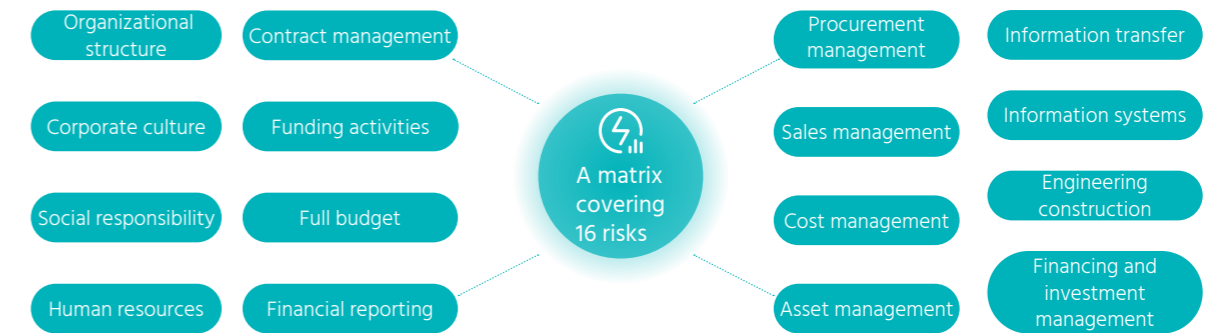 Organizational
structure
Contract management
Corporate culture
Funding activities
Social responsibility
Full budget
Human resources
Financial reporting
A matrix
covering
16 risks
Procurement
management
Information transfer
Sales management
Information systems
Cost management
Engineering
construction
Asset management
Financing and
investment
management